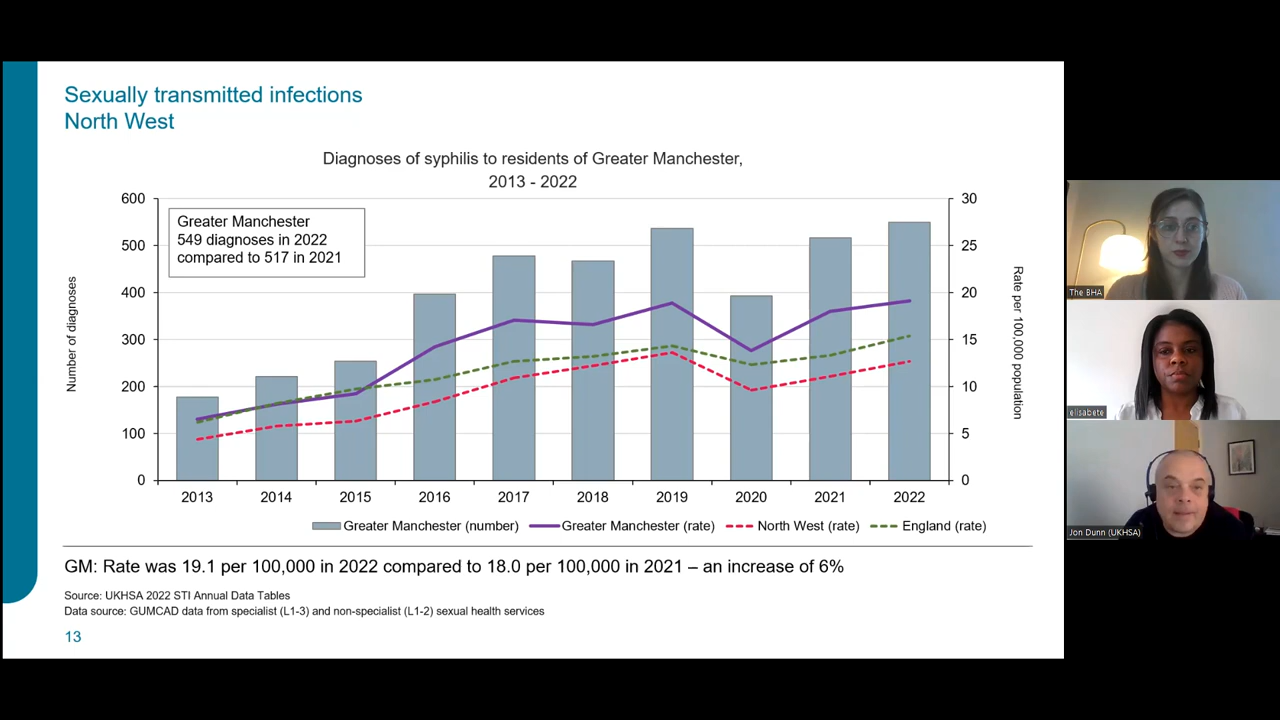 Sexually transmitted infections
North West
Diagnoses of syphilis to residents of Greater Manchester,
2013 - 2022
Greater Manchester
549 diagnoses in 2022
compared to 517 in 2021
Number of diagnoses
600
500
400
300
200
100
0
30
25
20
15
10
5
0
Rate per 100,000 population
2013 2014 2015 2016 2017 2018 2019 2020 2021 2022
Greater Manchester (number) Greater Manchester (rate) North West (rate) England (rate)
GM: Rate was 19.1 per 100,000 in 2022 compared to 18.0 per 100,000 in 2021 – an increase of 6%
Source: UKHSA 2022 STI Annual Data Tables
Data source: GUMCAD data from specialist (L1-3) and non-specialist (L1-2) sexual health services
13
The BHA
elisabete
Jon Dunn (UKHSA)